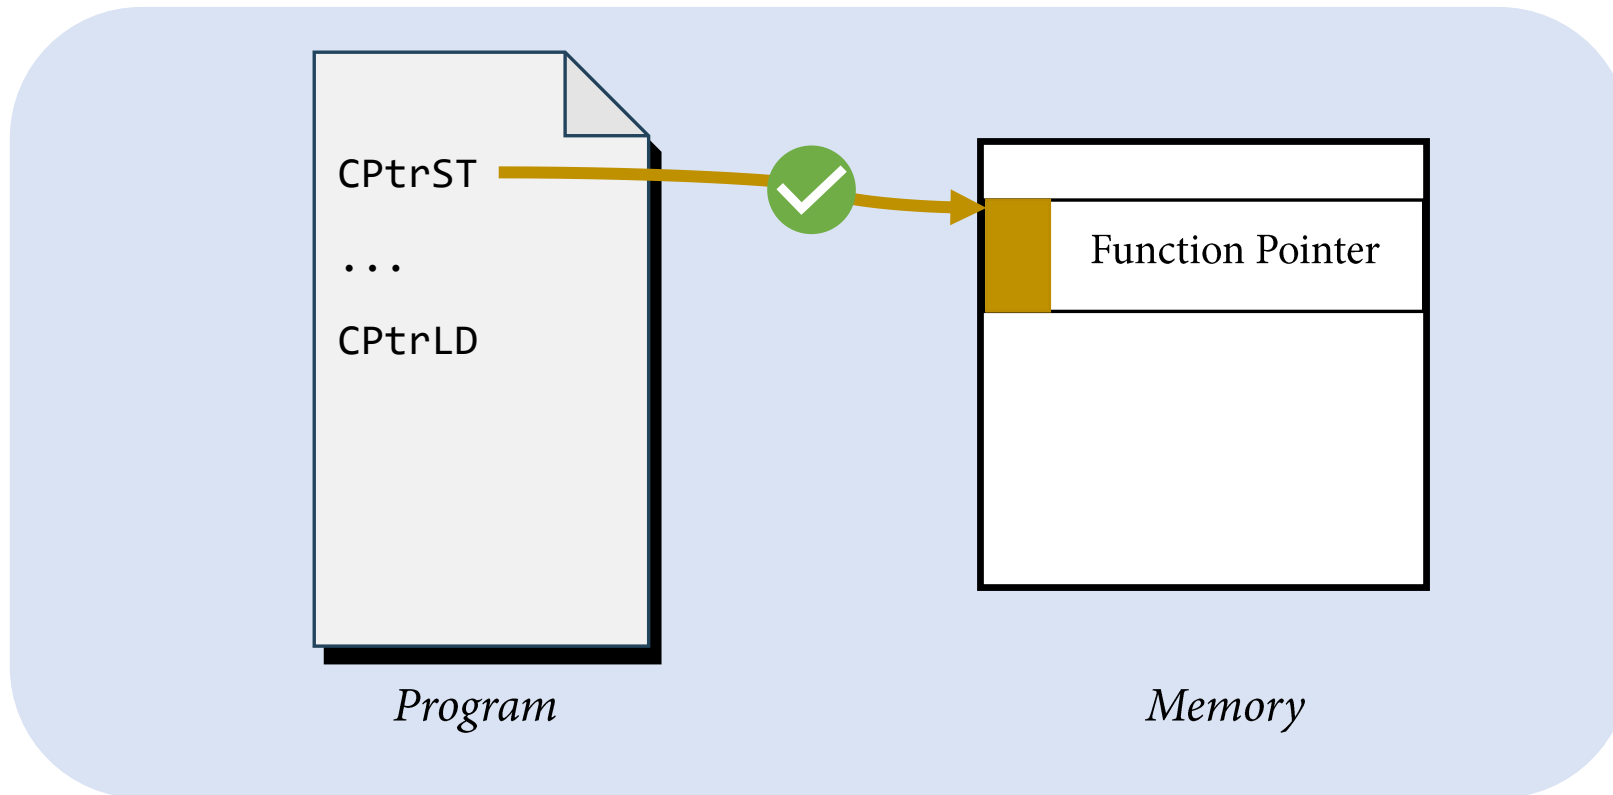 CPtrST
...
CPtrLD
Function Pointer
Program
Memory